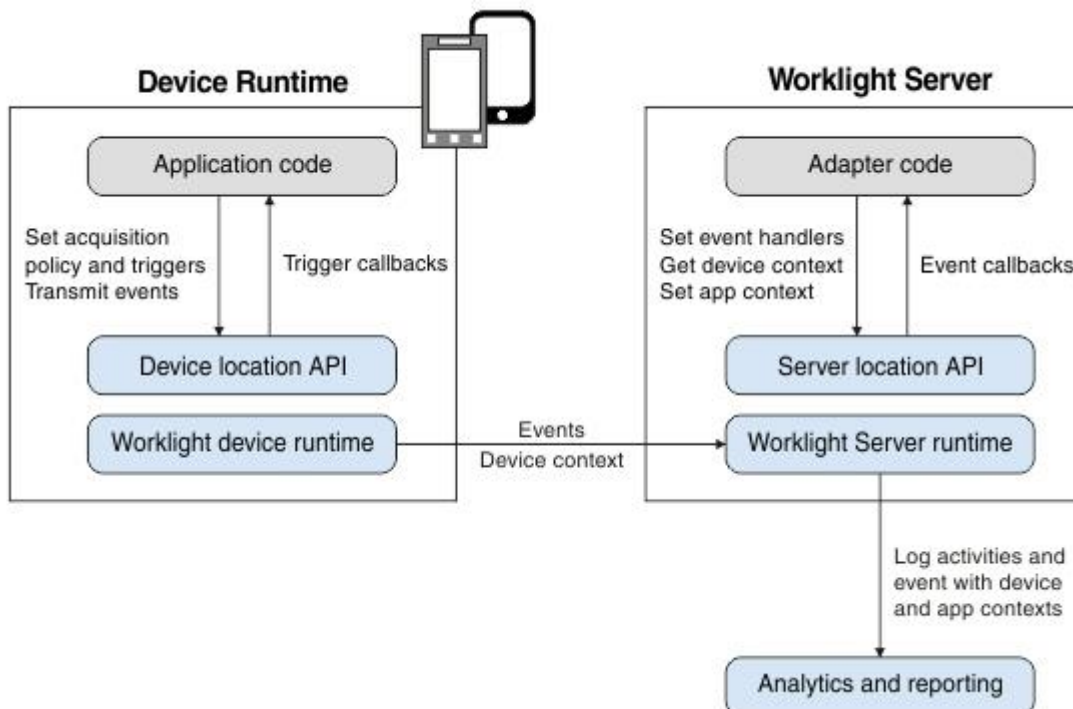 Device Runtime
Application code
Set acquisition
policy and triggers
Transmit events
Trigger callbacks
Device location API
Worklight device runtime
Events
Device context
Worklight Server
Adapter code
Set event handlers
Get device context
Set app context
Event callbacks
Server location API
Worklight Server runtime
Log activities and
event with device
and app contexts
Analytics and reporting